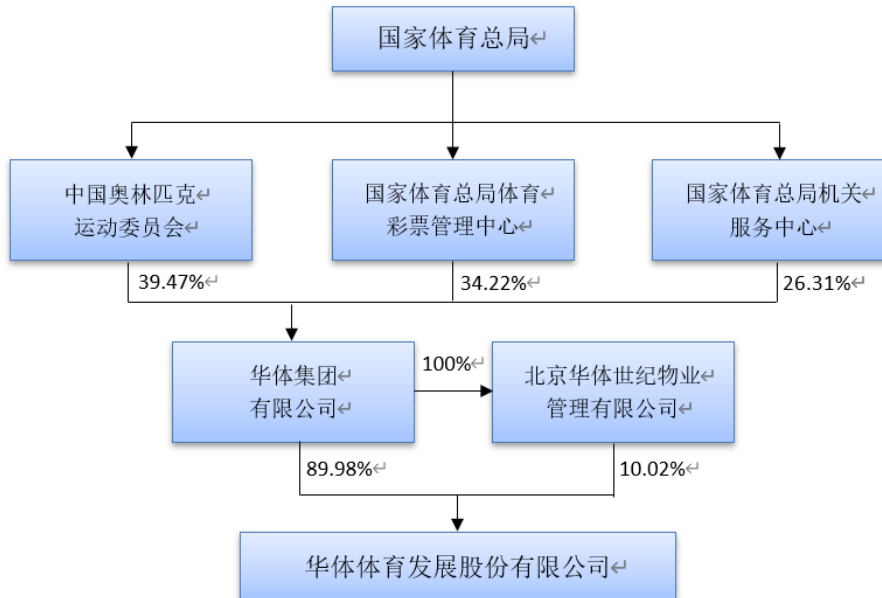 国家体育总局↵
中国奥林匹克↵
运动委员会↵
国家体育总局体育↵
彩票管理中心↵
国家体育总局机关↵
服务中心↵
39.47%↵
34.22%↵
26.31%↵
华体集团↵
有限公司↵
100%↵
北京华体世纪物业↵
管理有限公司↵
89.98%↵
10.02%↵
华体体育发展股份有限公司↵